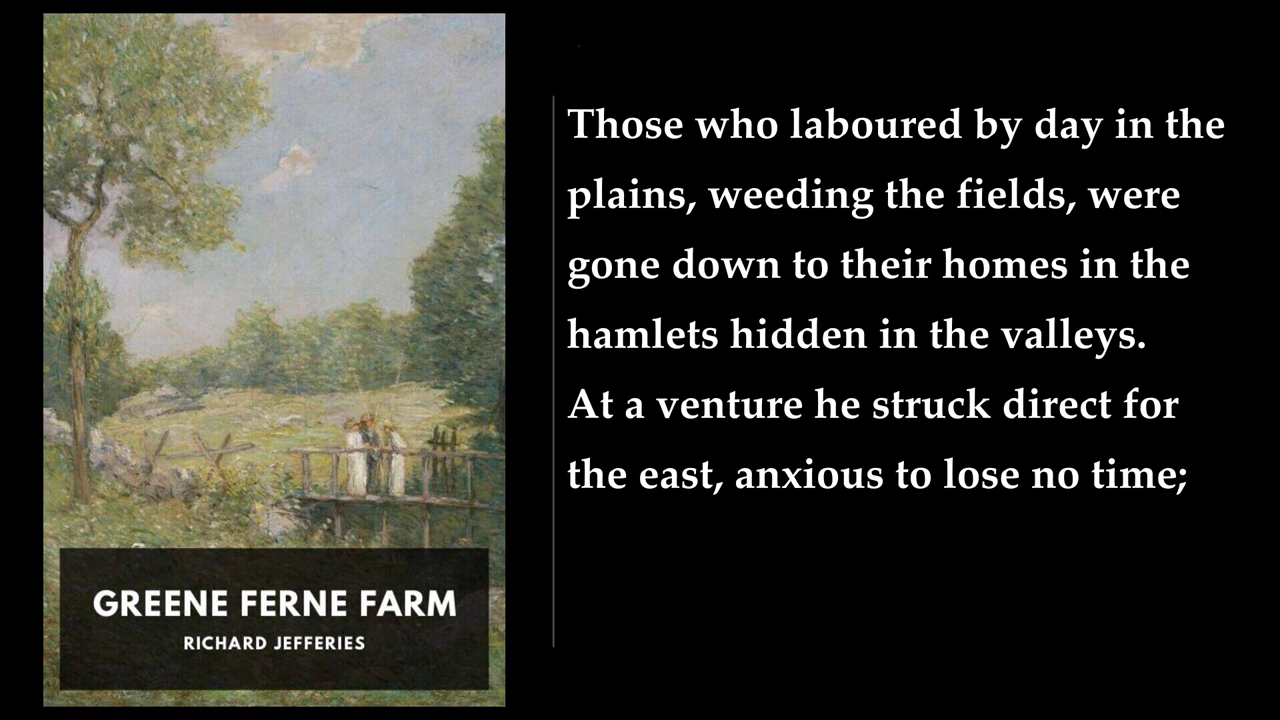 GREENE FERNE FARM
RICHARD JEFFERIES
Those who laboured by day in the
plains, weeding the fields, were
gone down to their homes in the
hamlets hidden in the valleys.
At a venture he struck direct for
the east, anxious to lose no time;